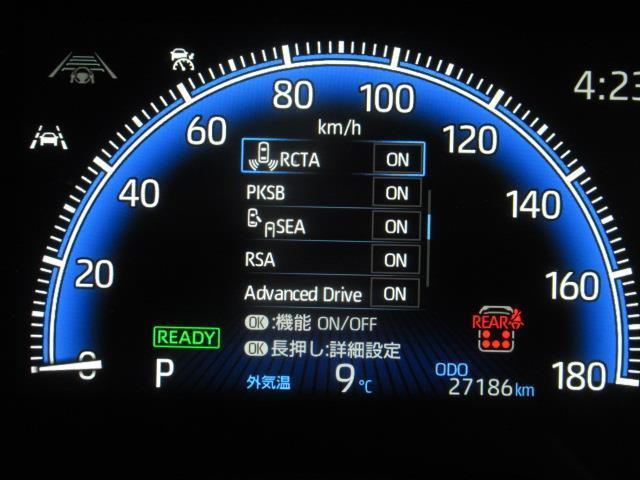 4:23
80
100
60
km/h
120
RCTA ON
40
PKSB ON
140
SEA ON
20
RSA ON
160
Advanced Drive ON
OK:機能 ON/OFF
REAR
READY
OK長押し:詳細設定
0
P
外気温 9℃
ODO
27186km
180